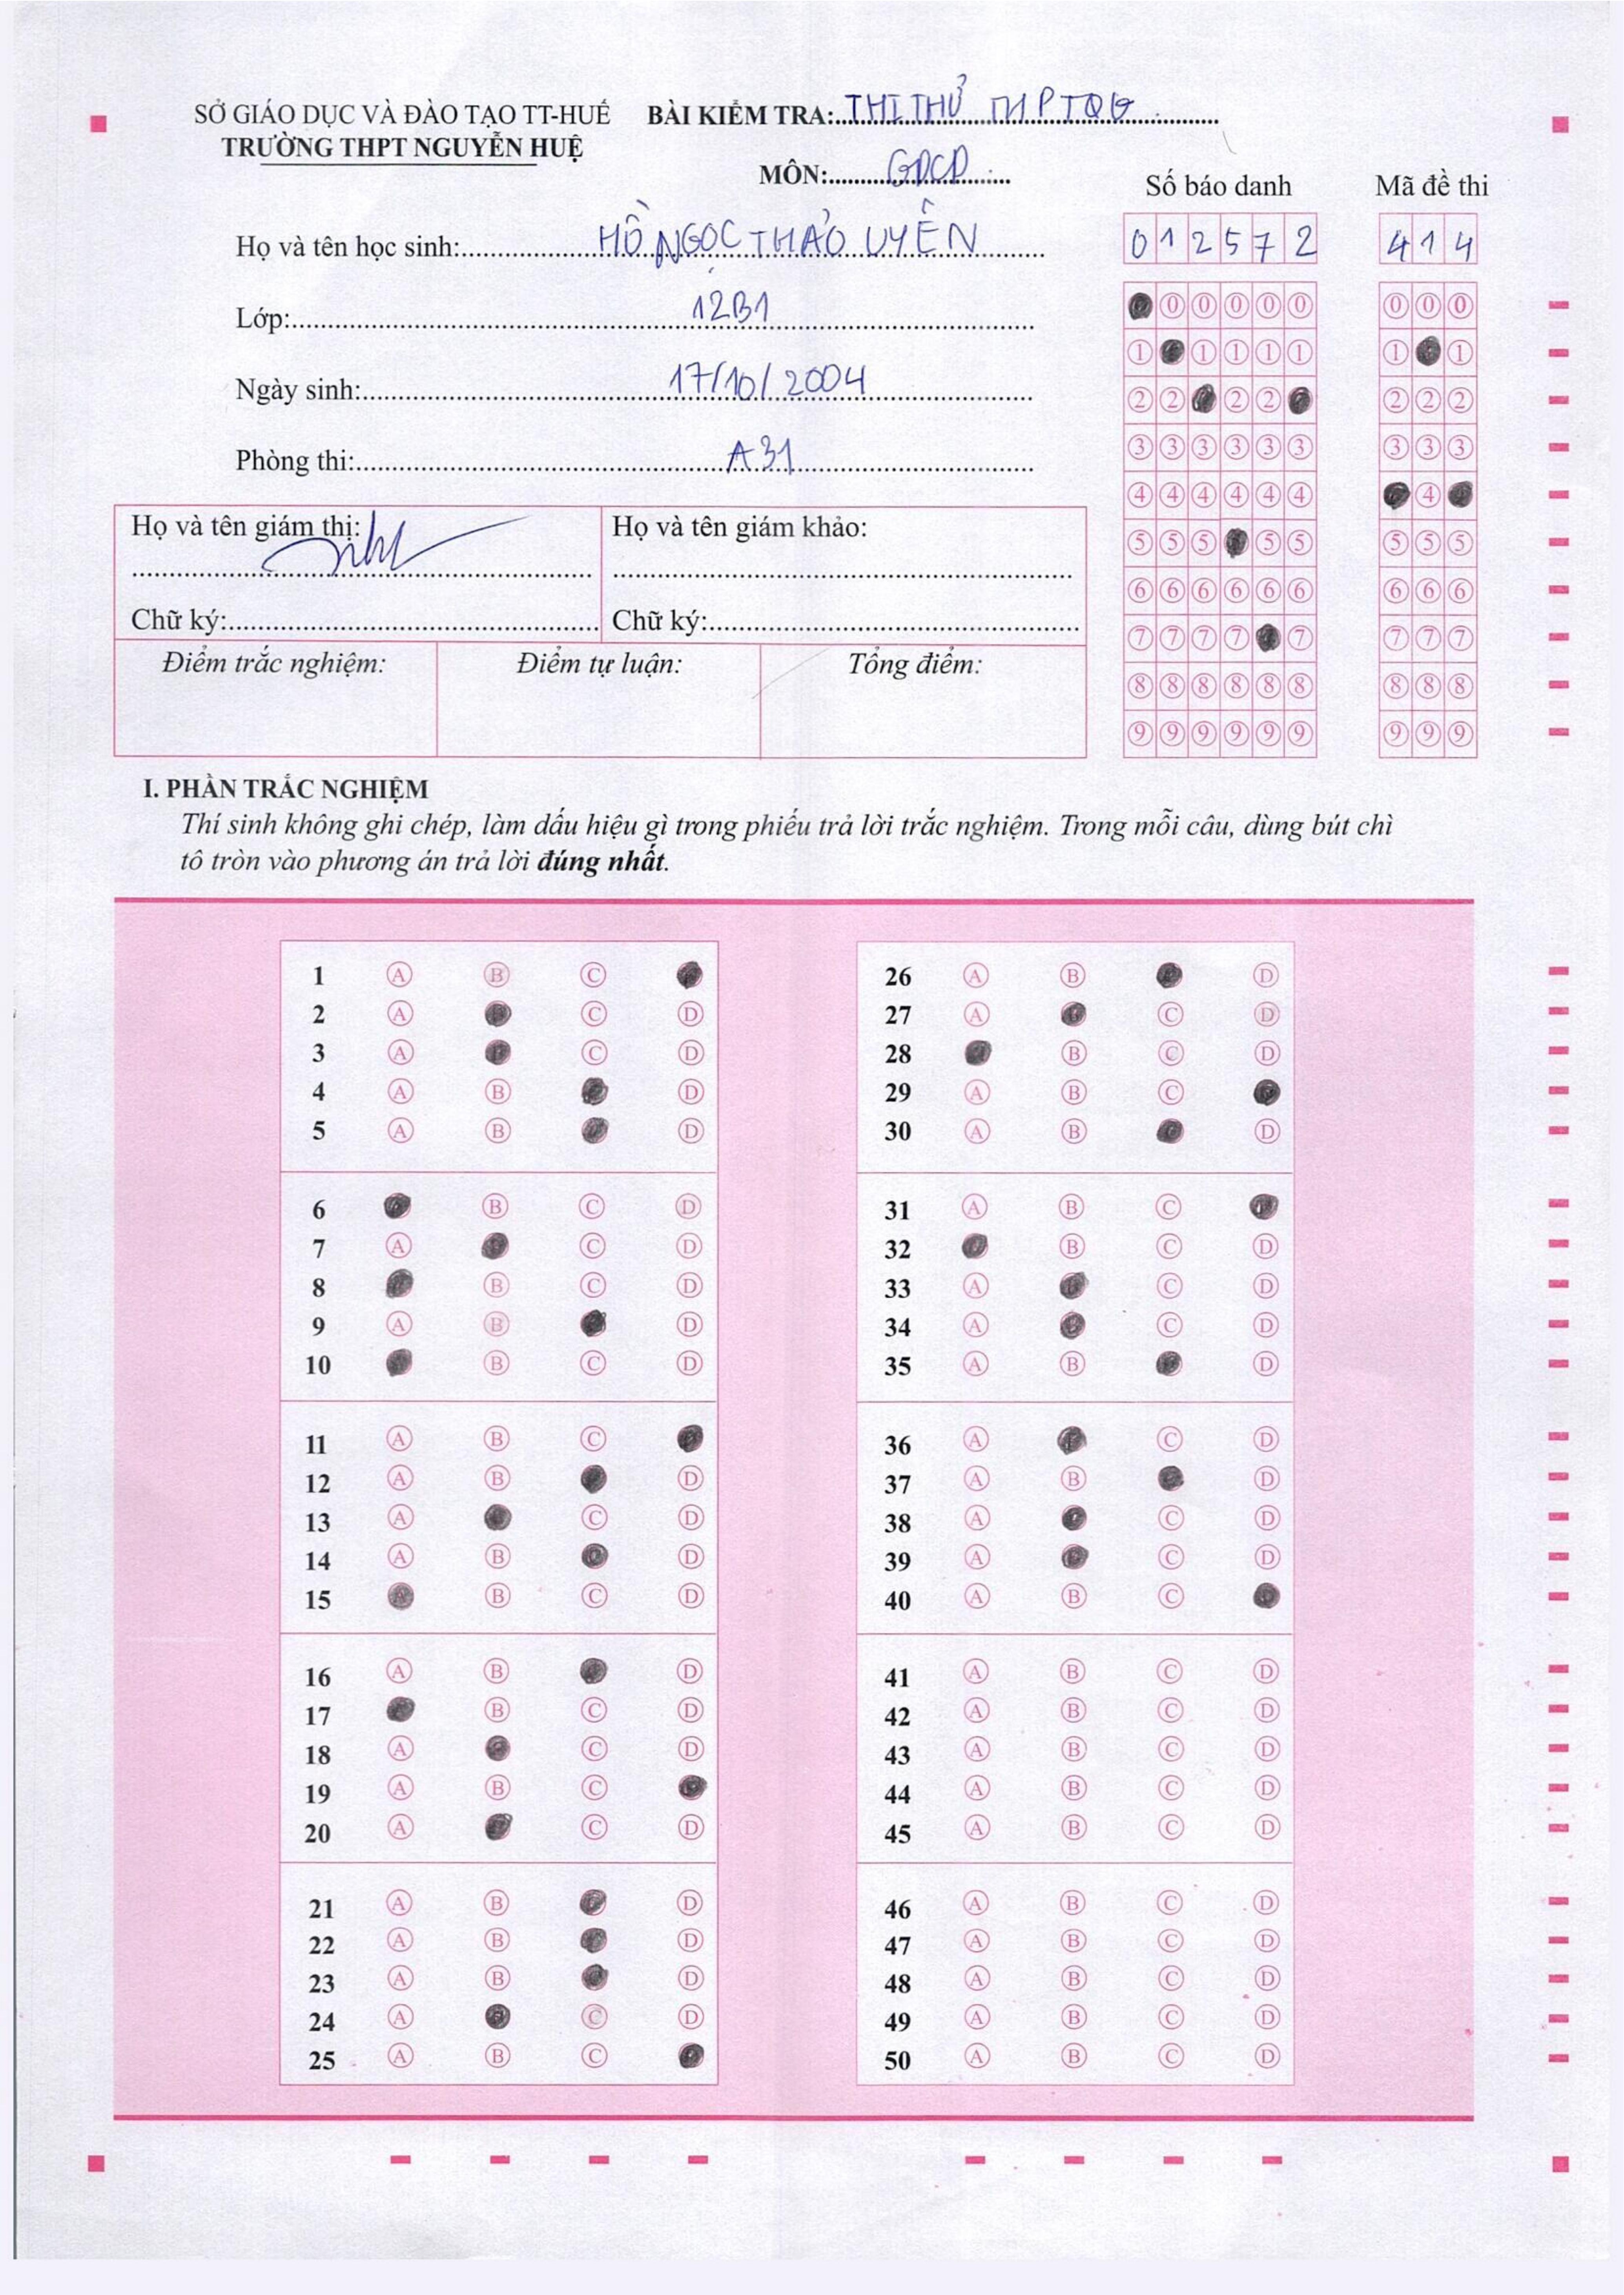 SỞ GIÁO DỤC VÀ ĐÀO TẠO TT-HUẾ
TRƯỜNG THPT NGUYỄN HUỆ
BÀI KIỂM TRA: THI THỬ THPTQG
MÔN: GDCD
Họ và tên học sinh: HỒ NGỌC THẢO UYÊN
Lớp: 12B1
Ngày sinh: 17/10/2004
Phòng thi: A31
Số báo danh
0 1 2 5 7 2
0 0 0 0 0
1 1 1 1 1
2 2 2 2
3 3 3 3 3 3
4 4 4 4 4 4
5 5 5 5 5
6 6 6 6 6 6
7 7 7 7 7
8 8 8 8 8 8
9 9 9 9 9 9
Mã đề thi
4 1 4
0 0 0
1 1
2 2 2
3 3 3
4
5 5 5
6 6 6
7 7 7
8 8 8
9 9 9
Họ và tên giám thị:
Chữ ký:
Họ và tên giám khảo:
Chữ ký:
Điểm trắc nghiệm:
Điểm tự luận:
Tổng điểm:
I. PHẦN TRẮC NGHIỆM
Thí sinh không ghi chép, làm dấu hiệu gì trong phiếu trả lời trắc nghiệm. Trong mỗi câu, dùng bút chì
tô tròn vào phương án trả lời đúng nhất.
1 A B C
2 A C D
3 A C D
4 A B D
5 A B D
6 B C D
7 A C D
8 B C D
9 A B D
10 B C D
11 A B C
12 A B D
13 A C D
14 A B D
15 A B C D
16 A B D
17 B C D
18 A C D
19 A B C
20 A C D
21 A B D
22 A B D
23 A B D
24 A C D
25 A B C
26 A B D
27 A C D
28 B C D
29 A B C
30 A B D
31 A B C
32 B C D
33 A C D
34 A C D
35 A B D
36 A C D
37 A B D
38 A C D
39 A C D
40 A B C
41 A B C D
42 A B C D
43 A B C D
44 A B C D
45 A B C D
46 A B C D
47 A B C D
48 A B C D
49 A B C D
50 A B C D